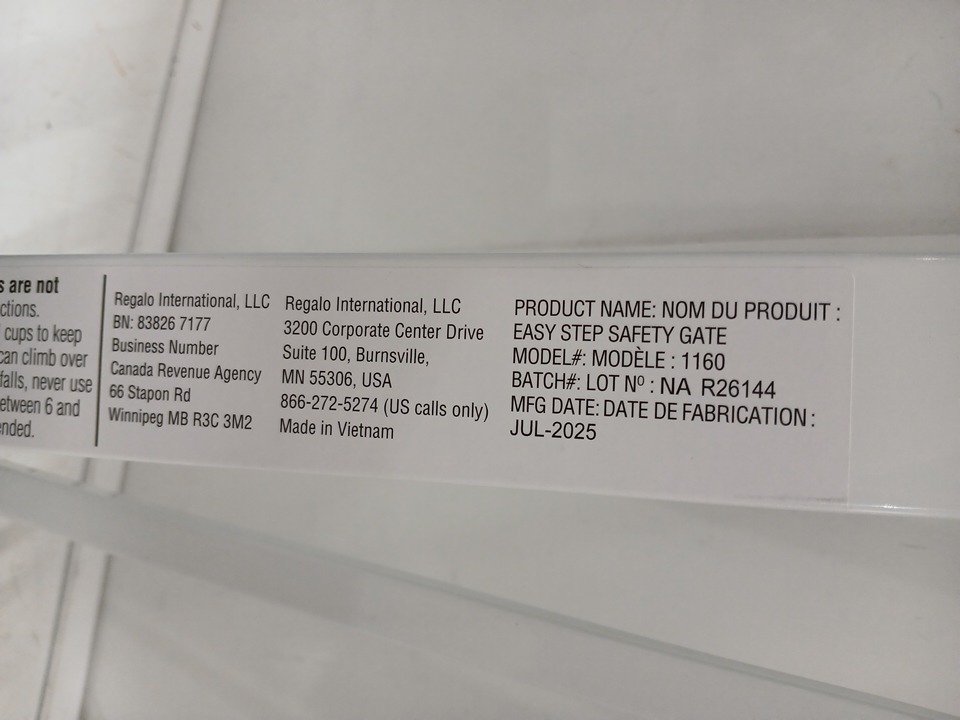 s are not
ctions.
cups to keep
can climb over
falls, never use
etween 6 and
nded.
Regalo International, LLC
BN: 83826 7177
Business Number
Canada Revenue Agency
66 Stapon Rd
Winnipeg MB R3C 3M2
Regalo International, LLC
3200 Corporate Center Drive
Suite 100, Burnsville,
MN 55306, USA
866-272-5274 (US calls only)
Made in Vietnam
PRODUCT NAME: NOM DU PRODUIT :
EASY STEP SAFETY GATE
MODEL#: MODÈLE : 1160
BATCH#: LOT Nº : NA R26144
MFG DATE: DATE DE FABRICATION :
JUL-2025